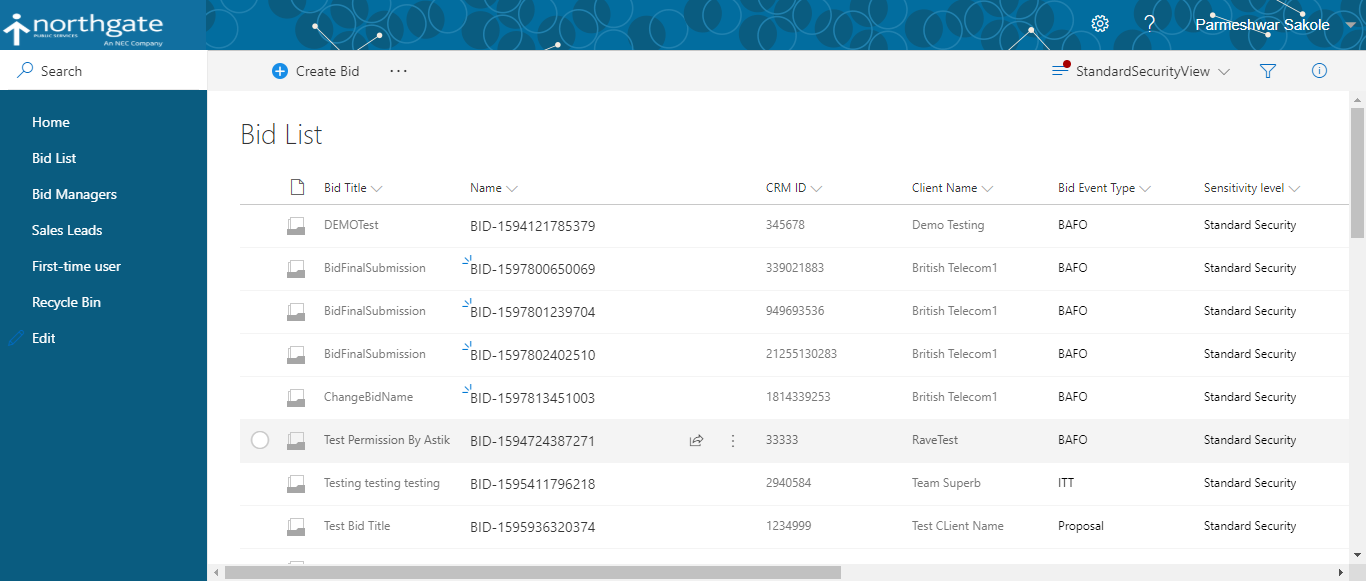 northgate
PUBLIC SERVICES
An NEC Company
? Parmeshwar Sakole
Search
Create Bid ···
StandardSecurityView
Home
Bid List
Bid Managers
Sales Leads
First-time user
Recycle Bin
Edit
Bid List
Bid Title Name CRM ID Client Name Bid Event Type Sensitivity level
DEMOTest BID-1594121785379 345678 Demo Testing BAFO Standard Security
BidFinalSubmission BID-1597800650069 339021883 British Telecom1 BAFO Standard Security
BidFinalSubmission BID-1597801239704 949693536 British Telecom1 BAFO Standard Security
BidFinalSubmission BID-1597802402510 21255130283 British Telecom1 BAFO Standard Security
ChangeBidName BID-1597813451003 1814339253 British Telecom1 BAFO Standard Security
Test Permission By Astik BID-1594724387271 33333 RaveTest BAFO Standard Security
Testing testing testing BID-1595411796218 2940584 Team Superb ITT Standard Security
Test Bid Title BID-1595936320374 1234999 Test CLient Name Proposal Standard Security